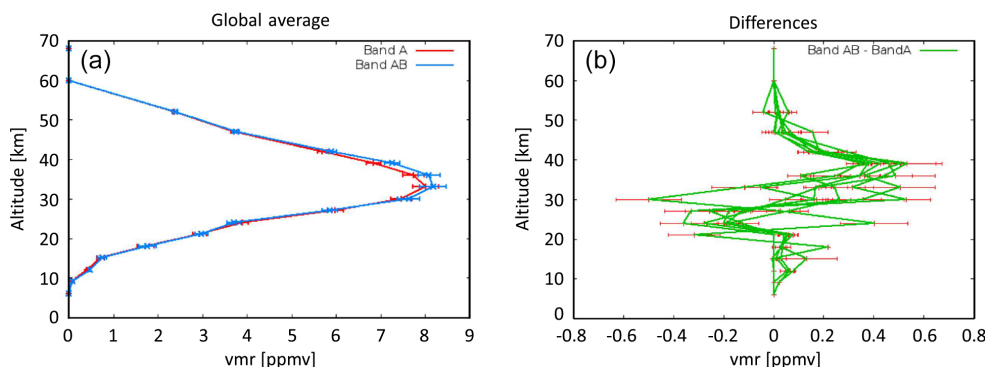 Global average
Differences
(a)
Band A
Band AB
(b)
Band AB - BandA
Altitude [km]
70
60
50
40
30
20
10
0
0 1 2 3 4 5 6 7 8 9
vmr [ppmv]
Altitude [km]
70
60
50
40
30
20
10
0
-0.8 -0.6 -0.4 -0.2 0 0.2 0.4 0.6 0.8
vmr [ppmv]